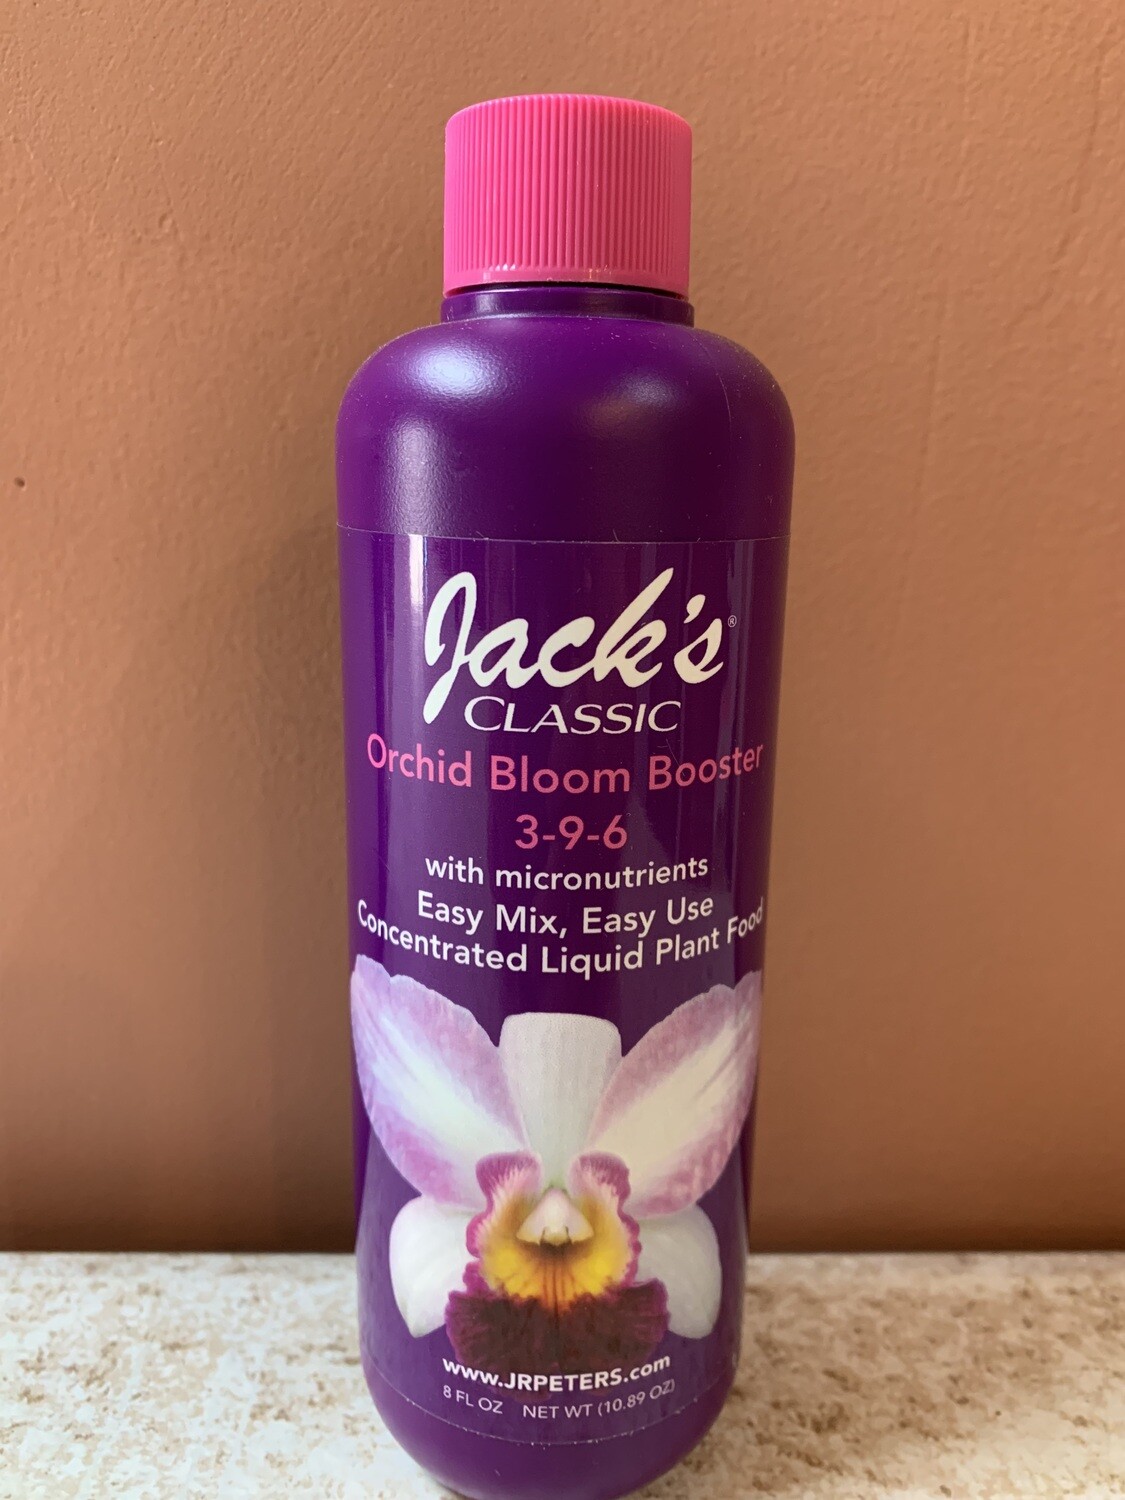 Jack's®
CLASSIC
Orchid Bloom Booster
3-9-6
with micronutrients
Easy Mix, Easy Use
Concentrated Liquid Plant Food
www.JRPETERS.com
8 FL OZ NET WT (10.89 OZ)